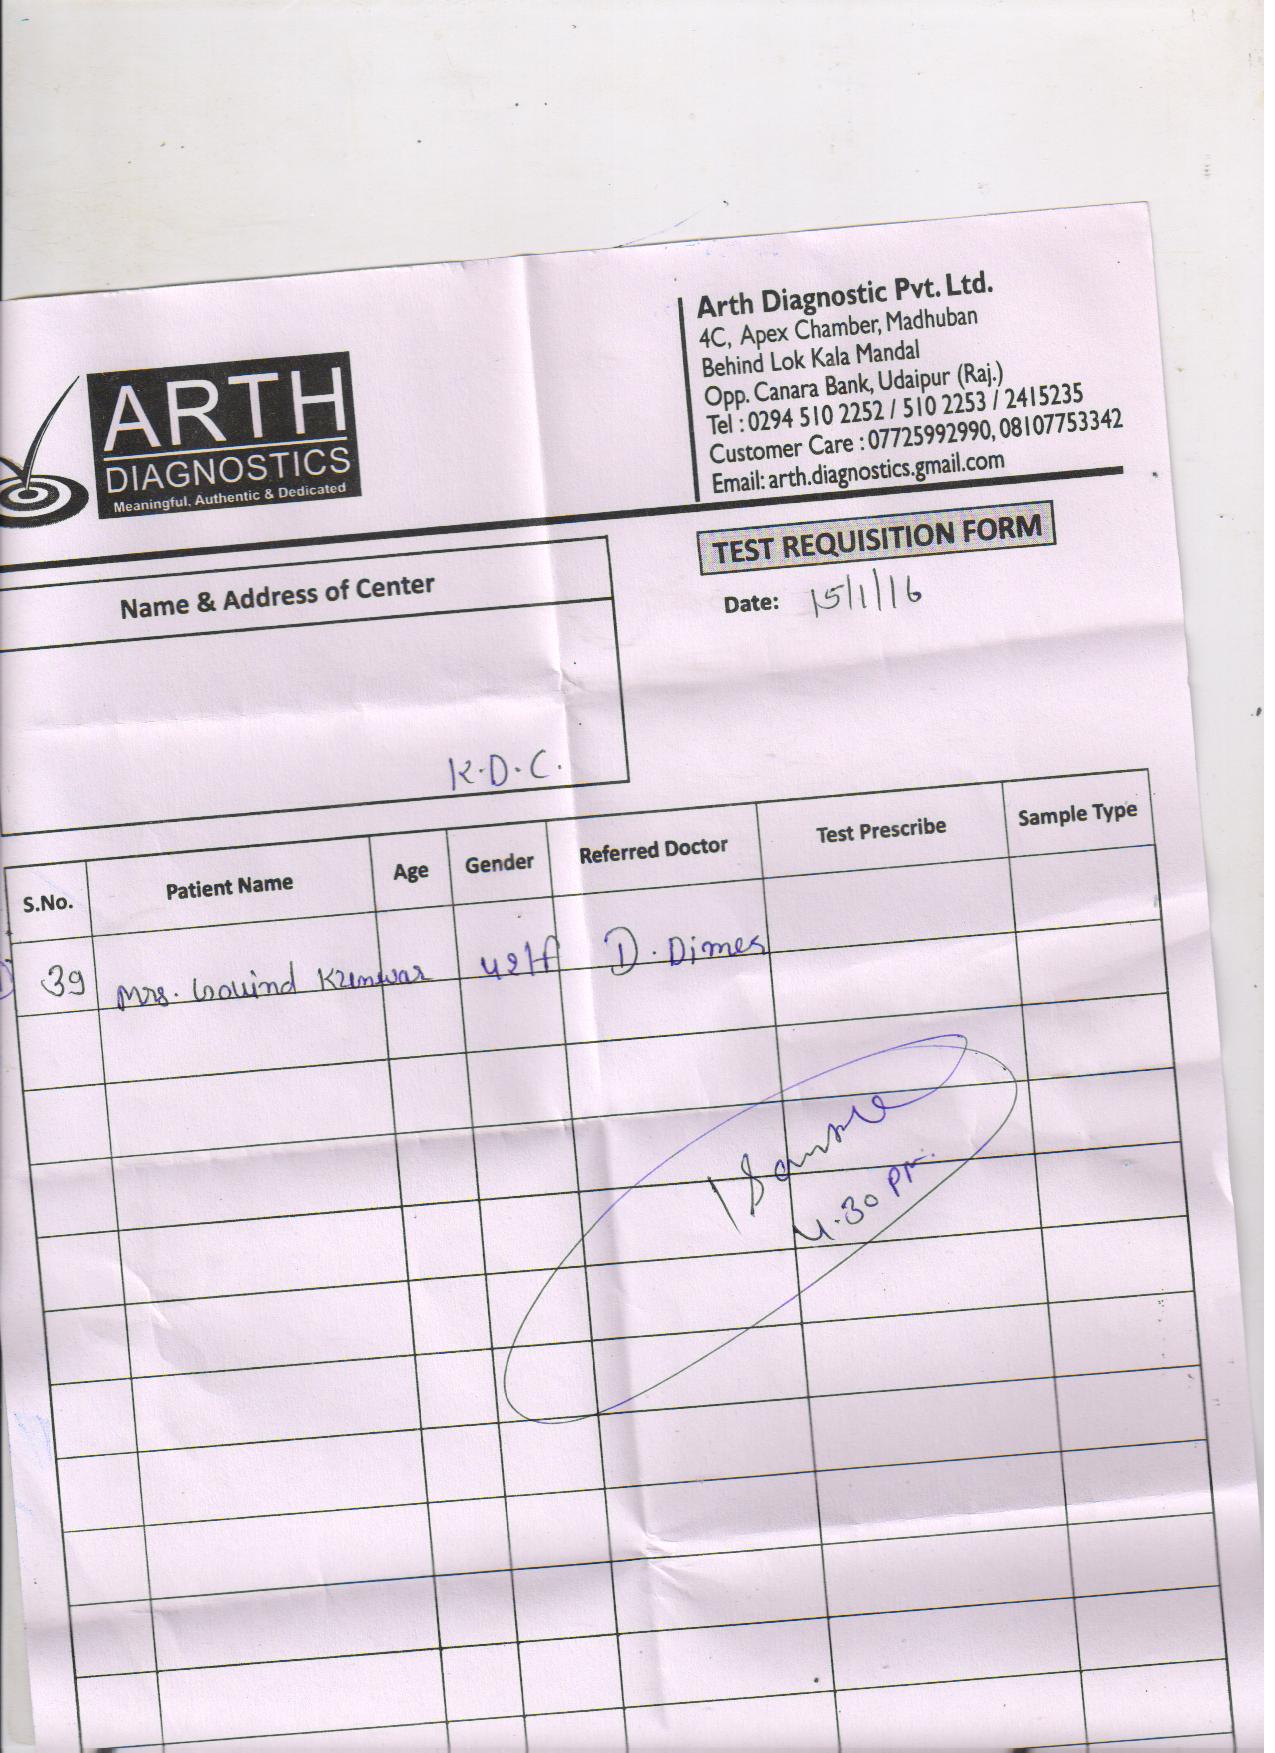 ARTH
DIAGNOSTICS
Meaningful, Authentic & Dedicated
Arth Diagnostic Pvt. Ltd.
4C, Apex Chamber, Madhuban
Behind Lok Kala Mandal
Opp. Canara Bank, Udaipur (Raj.)
Tel : 0294 510 2252 / 510 2253 / 2415235
Customer Care : 07725992990, 08107753342
Email: arth.diagnostics.gmail.com
TEST REQUISITION FORM
Date: 15/1/16
Name & Address of Center
K.D.C.
S.No. Patient Name Age Gender Referred Doctor Test Prescribe Sample Type
39 Mrs. Govind Kunwar D. Dimes
1 Sample
4.30 pm.